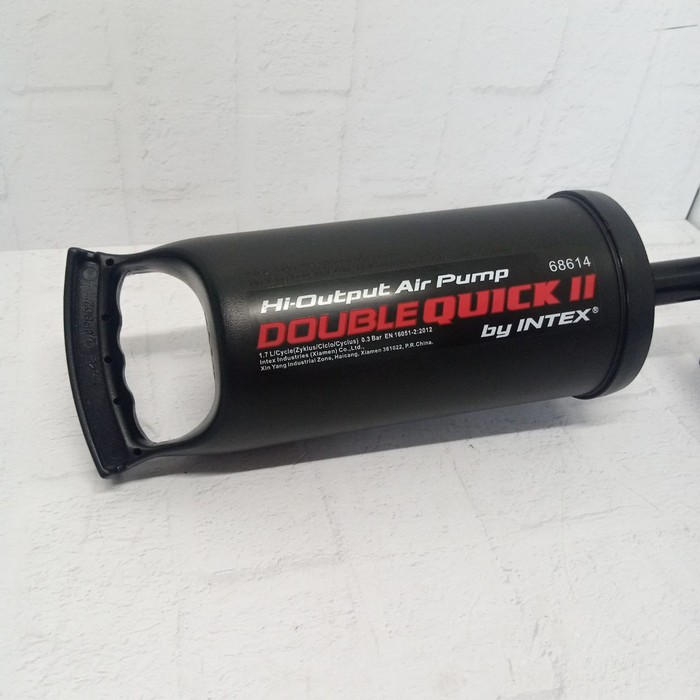 68614
Hi-Output Air Pump
DOUBLE QUICK II
by INTEX®
1.7 L/Cycle(Zyklus/Ciclo/Cyclus) 0.3 Bar EN 16051-2:2012
Intex Industries (Xiamen) Co.,Ltd.,
Xin Yang Industrial Zone, Haicang, Xiamen 361022, P.R.China.